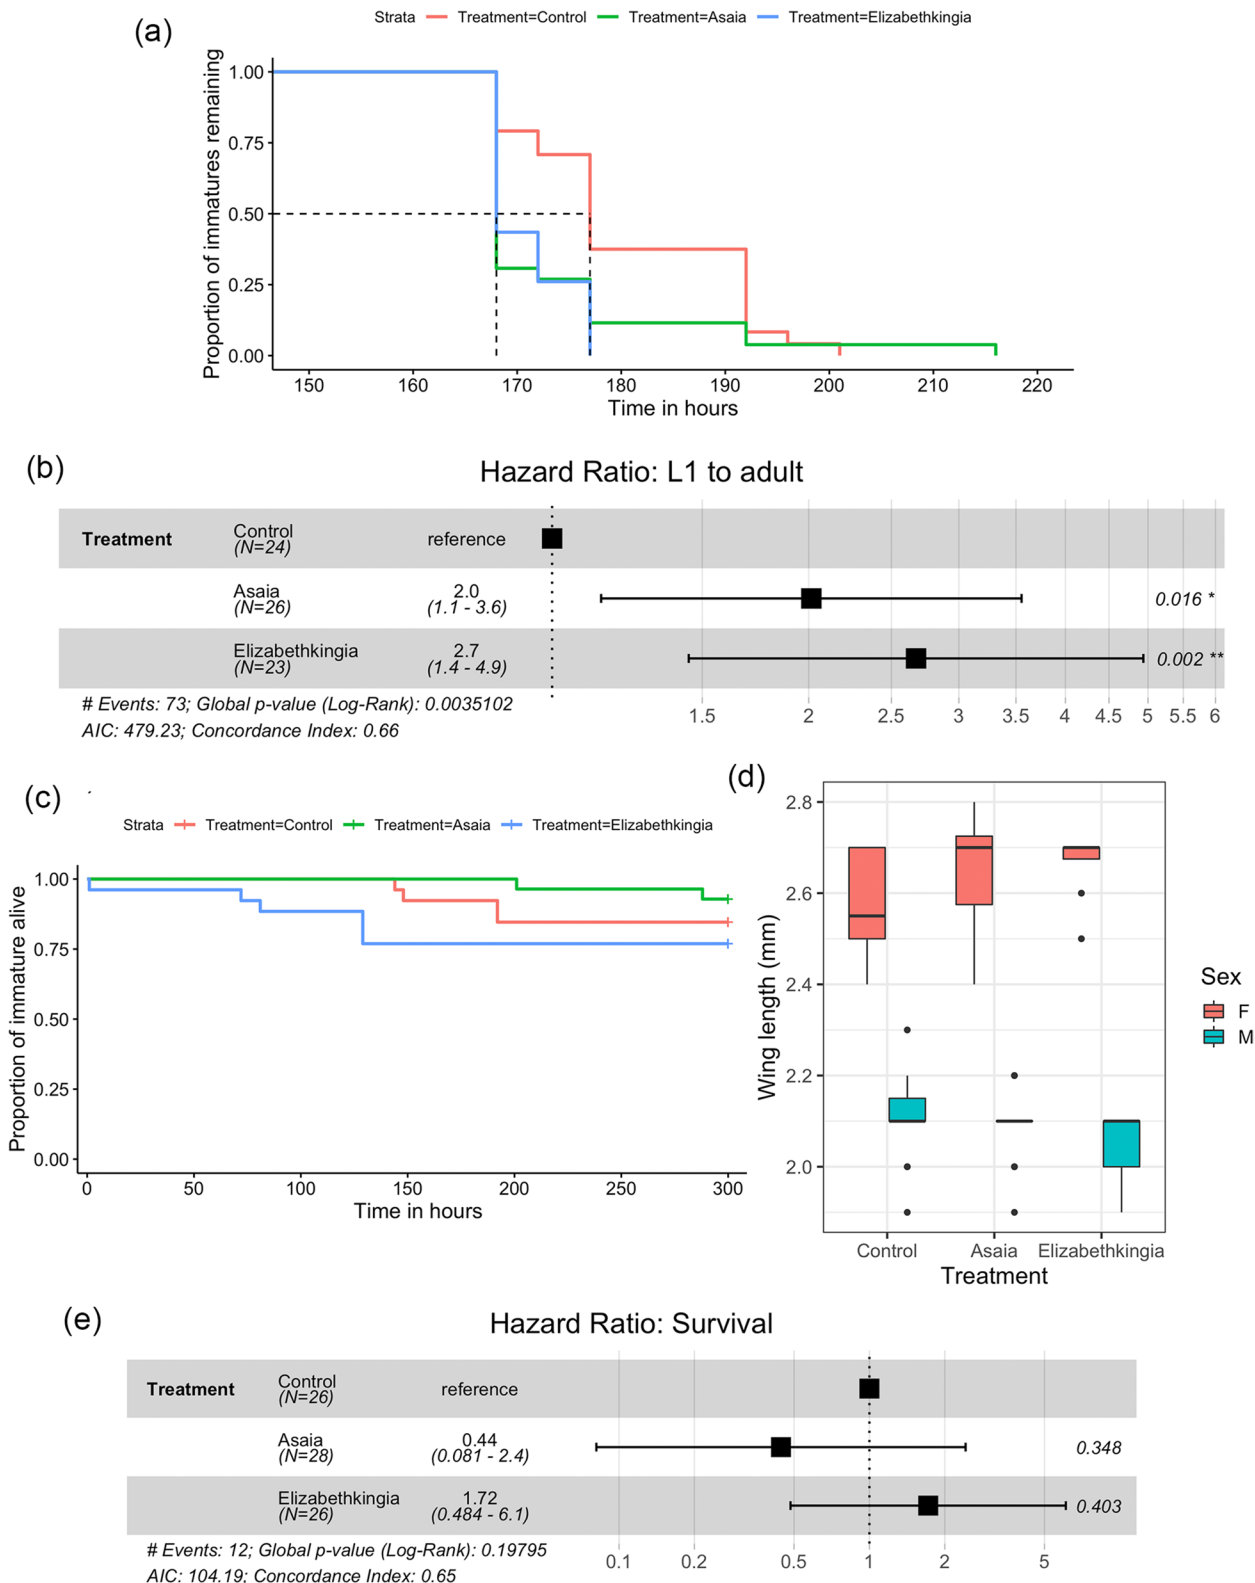 (a)
Strata Treatment=Control Treatment=Asaia Treatment=Elizabethkingia
Proportion of immatures remaining
1.00
0.75
0.50
0.25
0.00
150 160 170 180 190 200 210 220
Time in hours
(b)
Hazard Ratio: L1 to adult
Treatment Control (N=24) reference
Asaia (N=26) 2.0 (1.1 - 3.6) 0.016 *
Elizabethkingia (N=23) 2.7 (1.4 - 4.9) 0.002 **
# Events: 73; Global p-value (Log-Rank): 0.0035102
AIC: 479.23; Concordance Index: 0.66
1.5 2 2.5 3 3.5 4 4.5 5 5.5 6
(c)
Strata Treatment=Control Treatment=Asaia Treatment=Elizabethkingia
Proportion of immature alive
1.00
0.75
0.50
0.25
0.00
0 50 100 150 200 250 300
Time in hours
(d)
Wing length (mm)
2.8
2.6
2.4
2.2
2.0
Control Asaia Elizabethkingia
Treatment
Sex
F
M
(e)
Hazard Ratio: Survival
Treatment Control (N=26) reference
Asaia (N=28) 0.44 (0.081 - 2.4) 0.348
Elizabethkingia (N=26) 1.72 (0.484 - 6.1) 0.403
# Events: 12; Global p-value (Log-Rank): 0.19795
AIC: 104.19; Concordance Index: 0.65
0.1 0.2 0.5 1 2 5